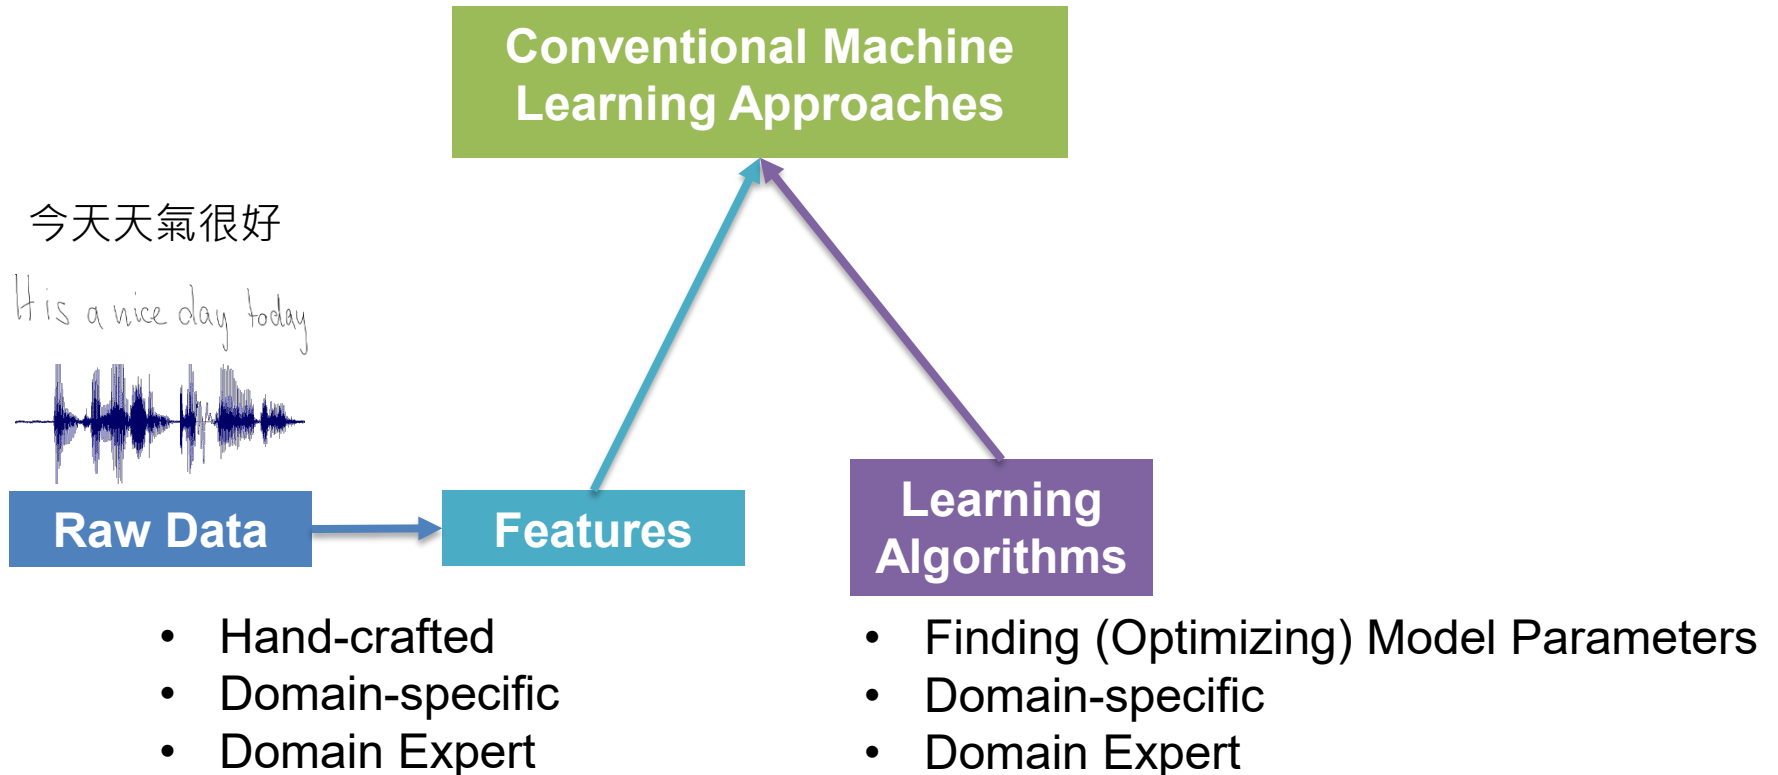 Conventional Machine
Learning Approaches
今天天氣很好
It is a nice day today
Raw Data
Features
Learning
Algorithms
• Hand-crafted
• Domain-specific
• Domain Expert
• Finding (Optimizing) Model Parameters
• Domain-specific
• Domain Expert